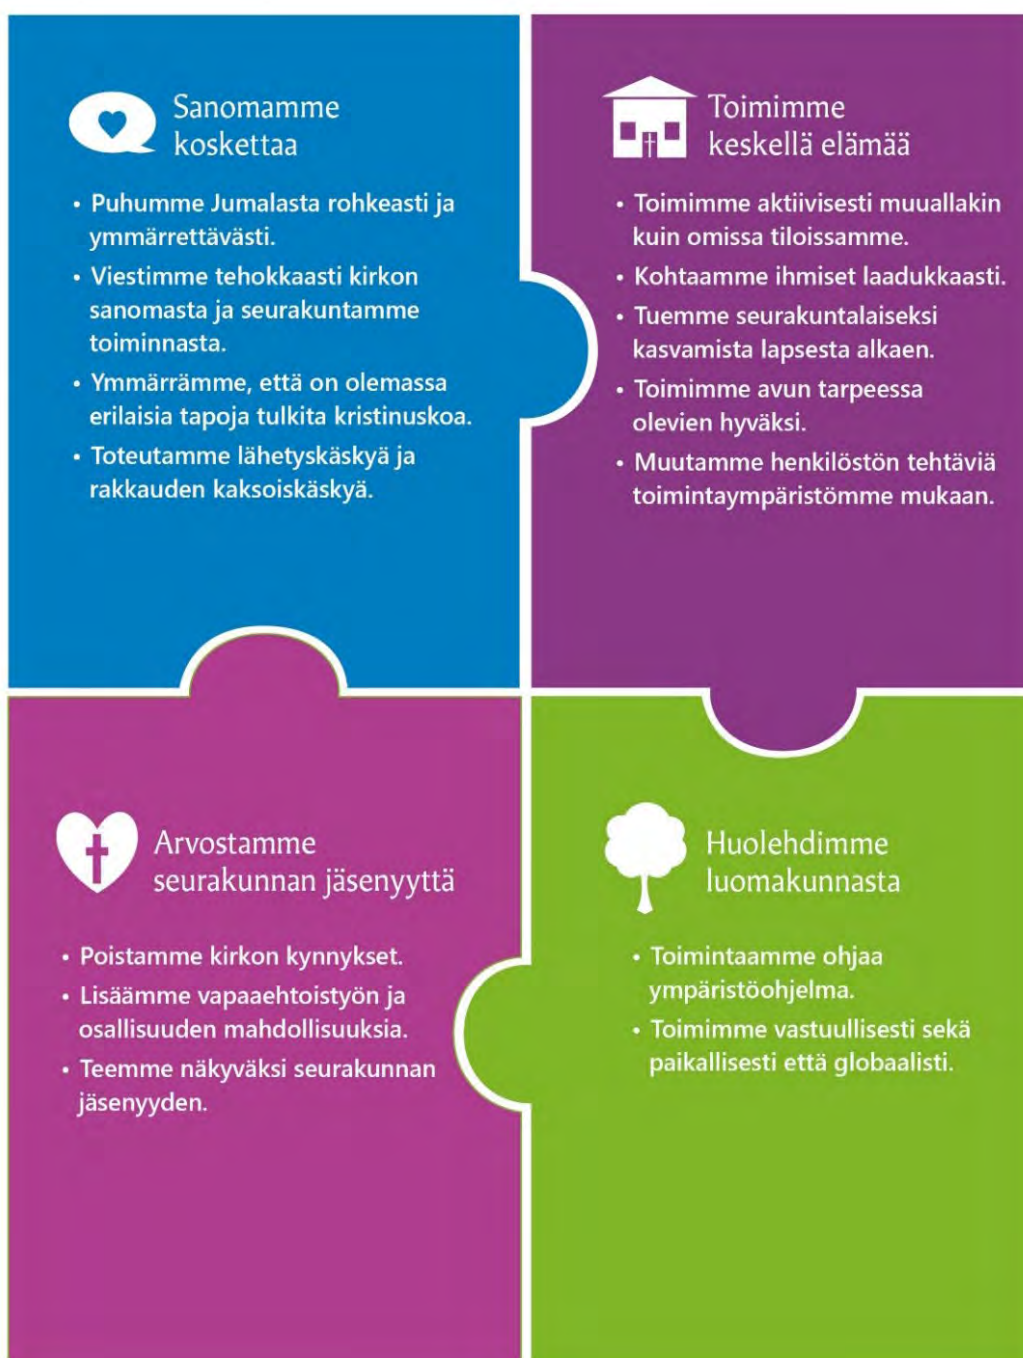 Sanomamme
koskettaa
• Puhumme Jumalasta rohkeasti ja
ymmärrettävästi.
• Viestimme tehokkaasti kirkon
sanomasta ja seurakuntamme
toiminnasta.
• Ymmärrämme, että on olemassa
erilaisia tapoja tulkita kristinuskoa.
• Toteutamme lähetyskäskyä ja
rakkauden kaksoiskäskyä.
Toimimme
keskellä elämää
• Toimimme aktiivisesti muuallakin
kuin omissa tiloissamme.
• Kohtaamme ihmiset laadukkaasti.
• Tuemme seurakuntalaiseksi
kasvamista lapsesta alkaen.
• Toimimme avun tarpeessa
olevien hyväksi.
• Muutamme henkilöstön tehtäviä
toimintaympäristömme mukaan.
Arvostamme
seurakunnan jäsenyyttä
• Poistamme kirkon kynnykset.
• Lisäämme vapaaehtoistyön ja
osallisuuden mahdollisuuksia.
• Teemme näkyväksi seurakunnan
jäsenyyden.
Huolehdimme
luomakunnasta
• Toimintaamme ohjaa
ympäristöohjelma.
• Toimimme vastuullisesti sekä
paikallisesti että globaalisti.